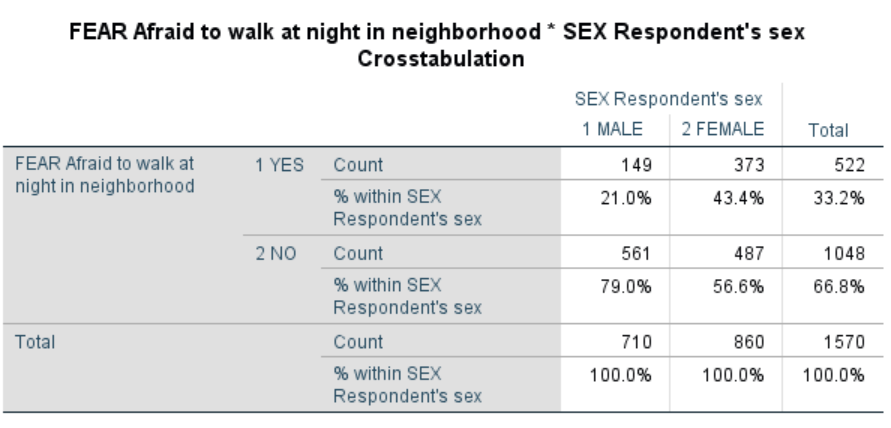 FEAR Afraid to walk at night in neighborhood * SEX Respondent's sex
Crosstabulation
SEX Respondent's sex
1 MALE 2 FEMALE Total
FEAR Afraid to walk at 1 YES Count 149 373 522
night in neighborhood
% within SEX 21.0% 43.4% 33.2%
Respondent's sex
2 NO Count 561 487 1048
% within SEX 79.0% 56.6% 66.8%
Respondent's sex
Total Count 710 860 1570
% within SEX 100.0% 100.0% 100.0%
Respondent's sex